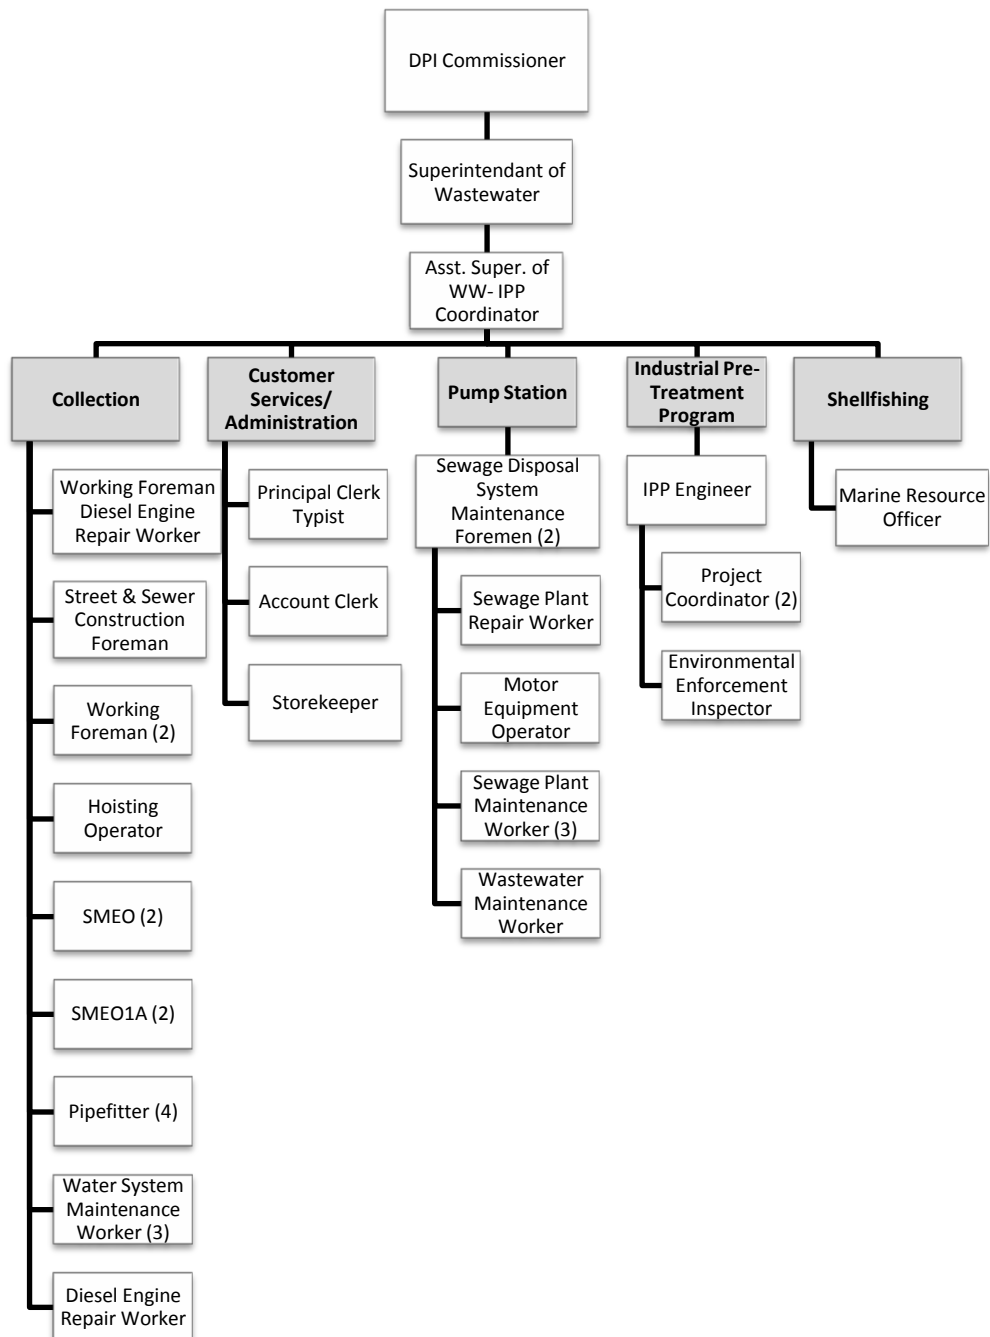 DPI Commissioner
Superintendant of
Wastewater
Asst. Super. of
WW- IPP
Coordinator
Collection
Customer
Services/
Administration
Pump Station
Industrial Pre-
Treatment
Program
Shellfishing
Working Foreman
Diesel Engine
Repair Worker
Street & Sewer
Construction
Foreman
Working
Foreman (2)
Hoisting
Operator
SMEO (2)
SMEO1A (2)
Pipefitter (4)
Water System
Maintenance
Worker (3)
Diesel Engine
Repair Worker
Principal Clerk
Typist
Account Clerk
Storekeeper
Sewage Disposal
System
Maintenance
Foremen (2)
Sewage Plant
Repair Worker
Motor
Equipment
Operator
Sewage Plant
Maintenance
Worker (3)
Wastewater
Maintenance
Worker
IPP Engineer
Project
Coordinator (2)
Environmental
Enforcement
Inspector
Marine Resource
Officer